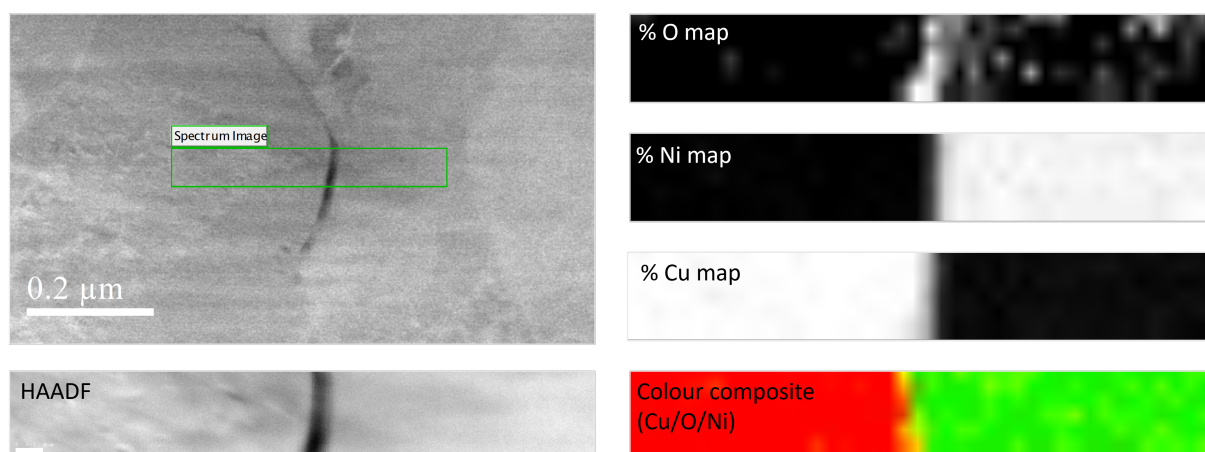 Spectrum Image
0.2 µm
HAADF
% O map
% Ni map
% Cu map
Colour composite
(Cu/O/Ni)